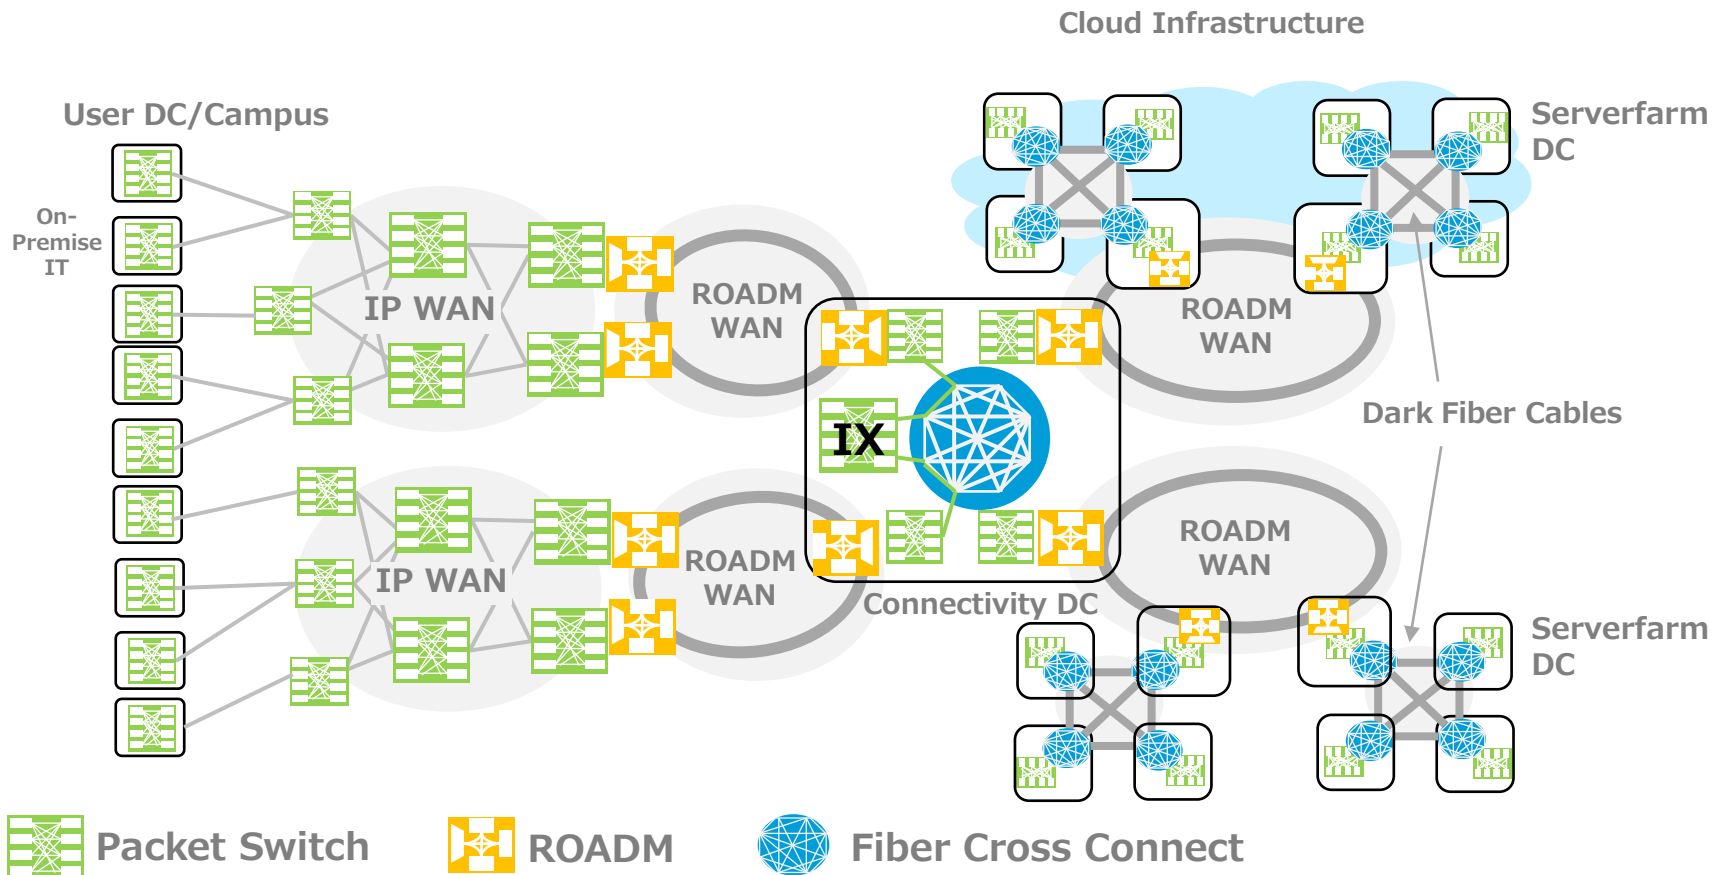 Cloud Infrastructure
User DC/Campus
Serverfarm
DC
On-
Premise
IT
IP WAN
ROADM
WAN
ROADM
WAN
Dark Fiber Cables
IX
IP WAN
ROADM
WAN
ROADM
WAN
Connectivity DC
Serverfarm
DC
Packet Switch
ROADM
Fiber Cross Connect